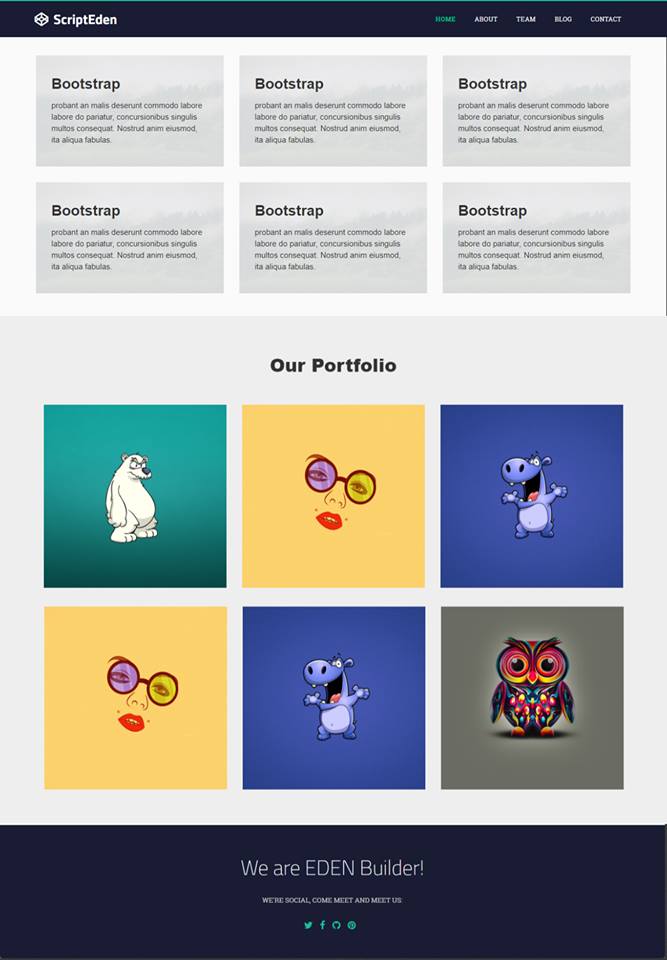 ScriptEden
HOME ABOUT TEAM BLOG CONTACT
Bootstrap
probant an malis deserunt commodo labore
labore do pariatur, concursionibus singulis
multos consequat. Nostrud anim eiusmod,
ita aliqua fabulas.
Bootstrap
probant an malis deserunt commodo labore
labore do pariatur, concursionibus singulis
multos consequat. Nostrud anim eiusmod,
ita aliqua fabulas.
Bootstrap
probant an malis deserunt commodo labore
labore do pariatur, concursionibus singulis
multos consequat. Nostrud anim eiusmod,
ita aliqua fabulas.
Bootstrap
probant an malis deserunt commodo labore
labore do pariatur, concursionibus singulis
multos consequat. Nostrud anim eiusmod,
ita aliqua fabulas.
Bootstrap
probant an malis deserunt commodo labore
labore do pariatur, concursionibus singulis
multos consequat. Nostrud anim eiusmod,
ita aliqua fabulas.
Bootstrap
probant an malis deserunt commodo labore
labore do pariatur, concursionibus singulis
multos consequat. Nostrud anim eiusmod,
ita aliqua fabulas.
Our Portfolio
We are EDEN Builder!
WE'RE SOCIAL, COME MEET AND MEET US: